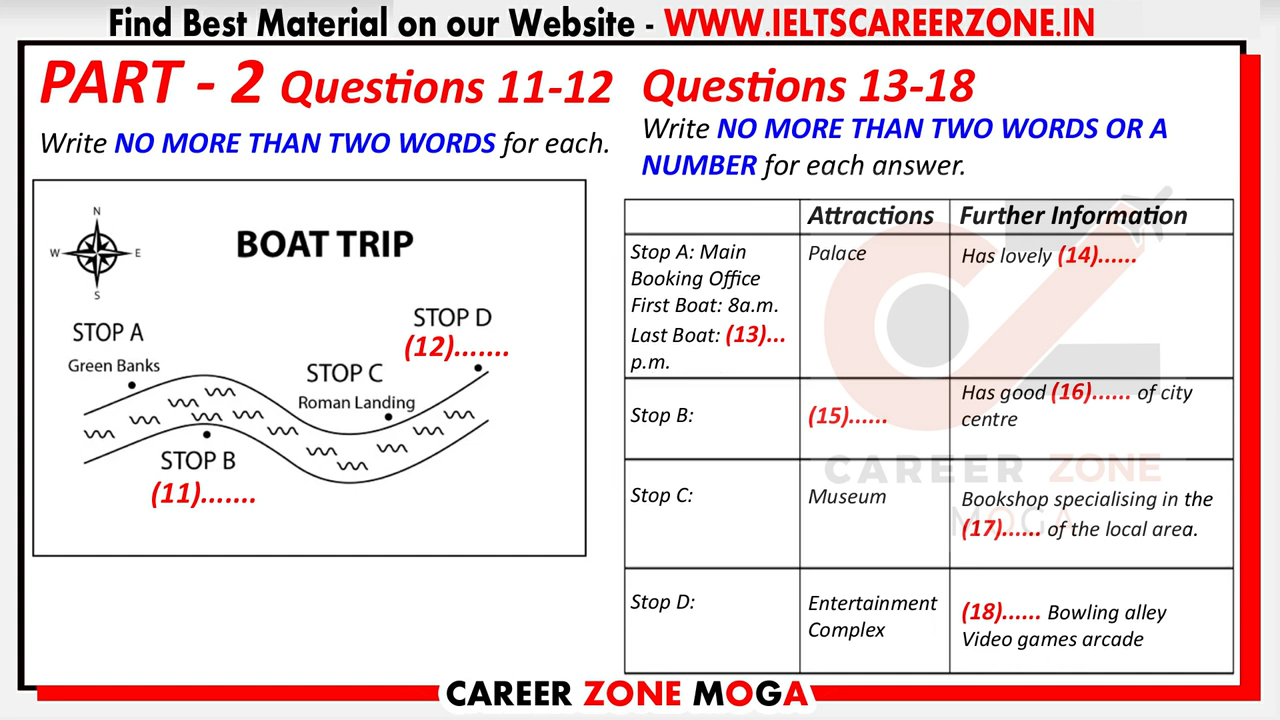 Find Best Material on our Website - WWW.IELTSCAREERZONE.IN
PART - 2 Questions 11-12
Write NO MORE THAN TWO WORDS for each.
N
W E
S
BOAT TRIP
STOP A
Green Banks
STOP D
(12).......
STOP C
Roman Landing
STOP B
(11).......
Questions 13-18
Write NO MORE THAN TWO WORDS OR A
NUMBER for each answer.
Attractions Further Information
Stop A: Main
Booking Office
First Boat: 8a.m.
Last Boat: (13)...
p.m.
Palace
Has lovely (14)......
Stop B:
(15)......
Has good (16)...... of city
centre
Stop C:
Museum
Bookshop specialising in the
(17)...... of the local area.
Stop D:
Entertainment
Complex
(18)...... Bowling alley
Video games arcade
CAREER ZONE
MOGA
CAREER ZONE MOGA